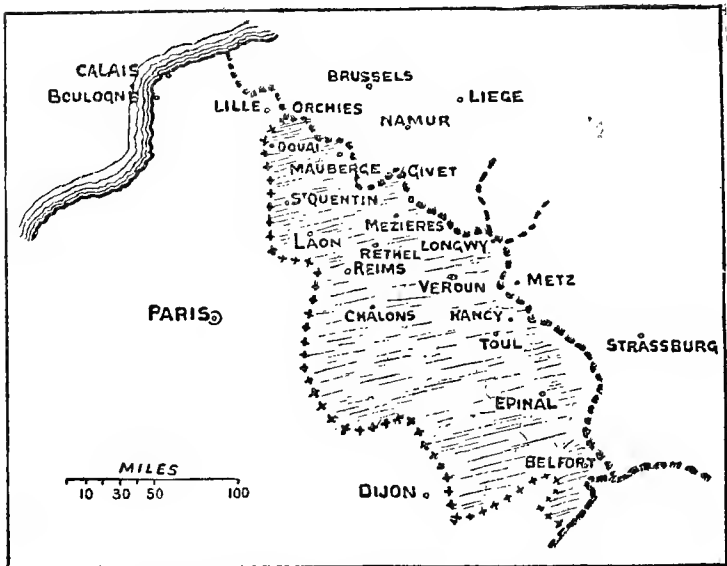 CALAIS
BOULOGNE
BRUSSELS
LIEGE
LILLE
ORCHIES
NAMUR
DOUAI
MAUBERGE
GIVET
ST QUENTIN
MEZIERES
LAON
RETHEL
LONGWY
REIMS
VERDUN
METZ
PARIS
CHALONS
NANCY
TOUL
STRASSBURG
EPINAL
BELFORT
MILES
10 30 50 100
DIJON